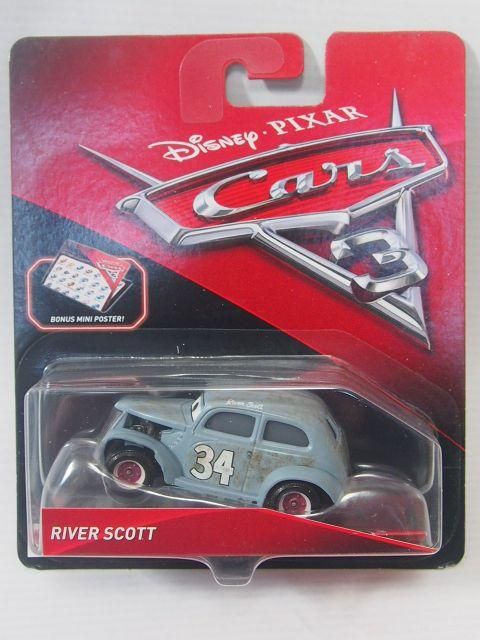 Disney · PIXAR
Cars
3
BONUS MINI POSTER!
River Scott
34
RIVER SCOTT